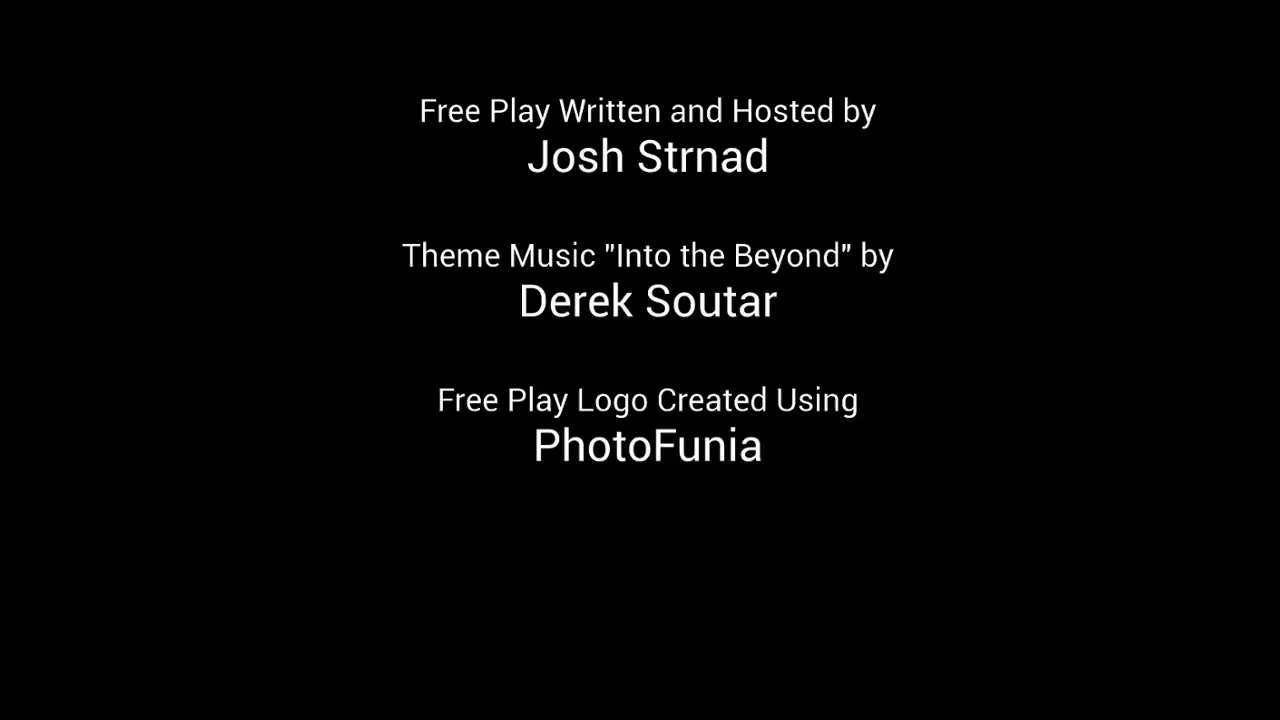 Free Play Written and Hosted by
Josh Strnad
Theme Music "Into the Beyond" by
Derek Soutar
Free Play Logo Created Using
PhotoFunia